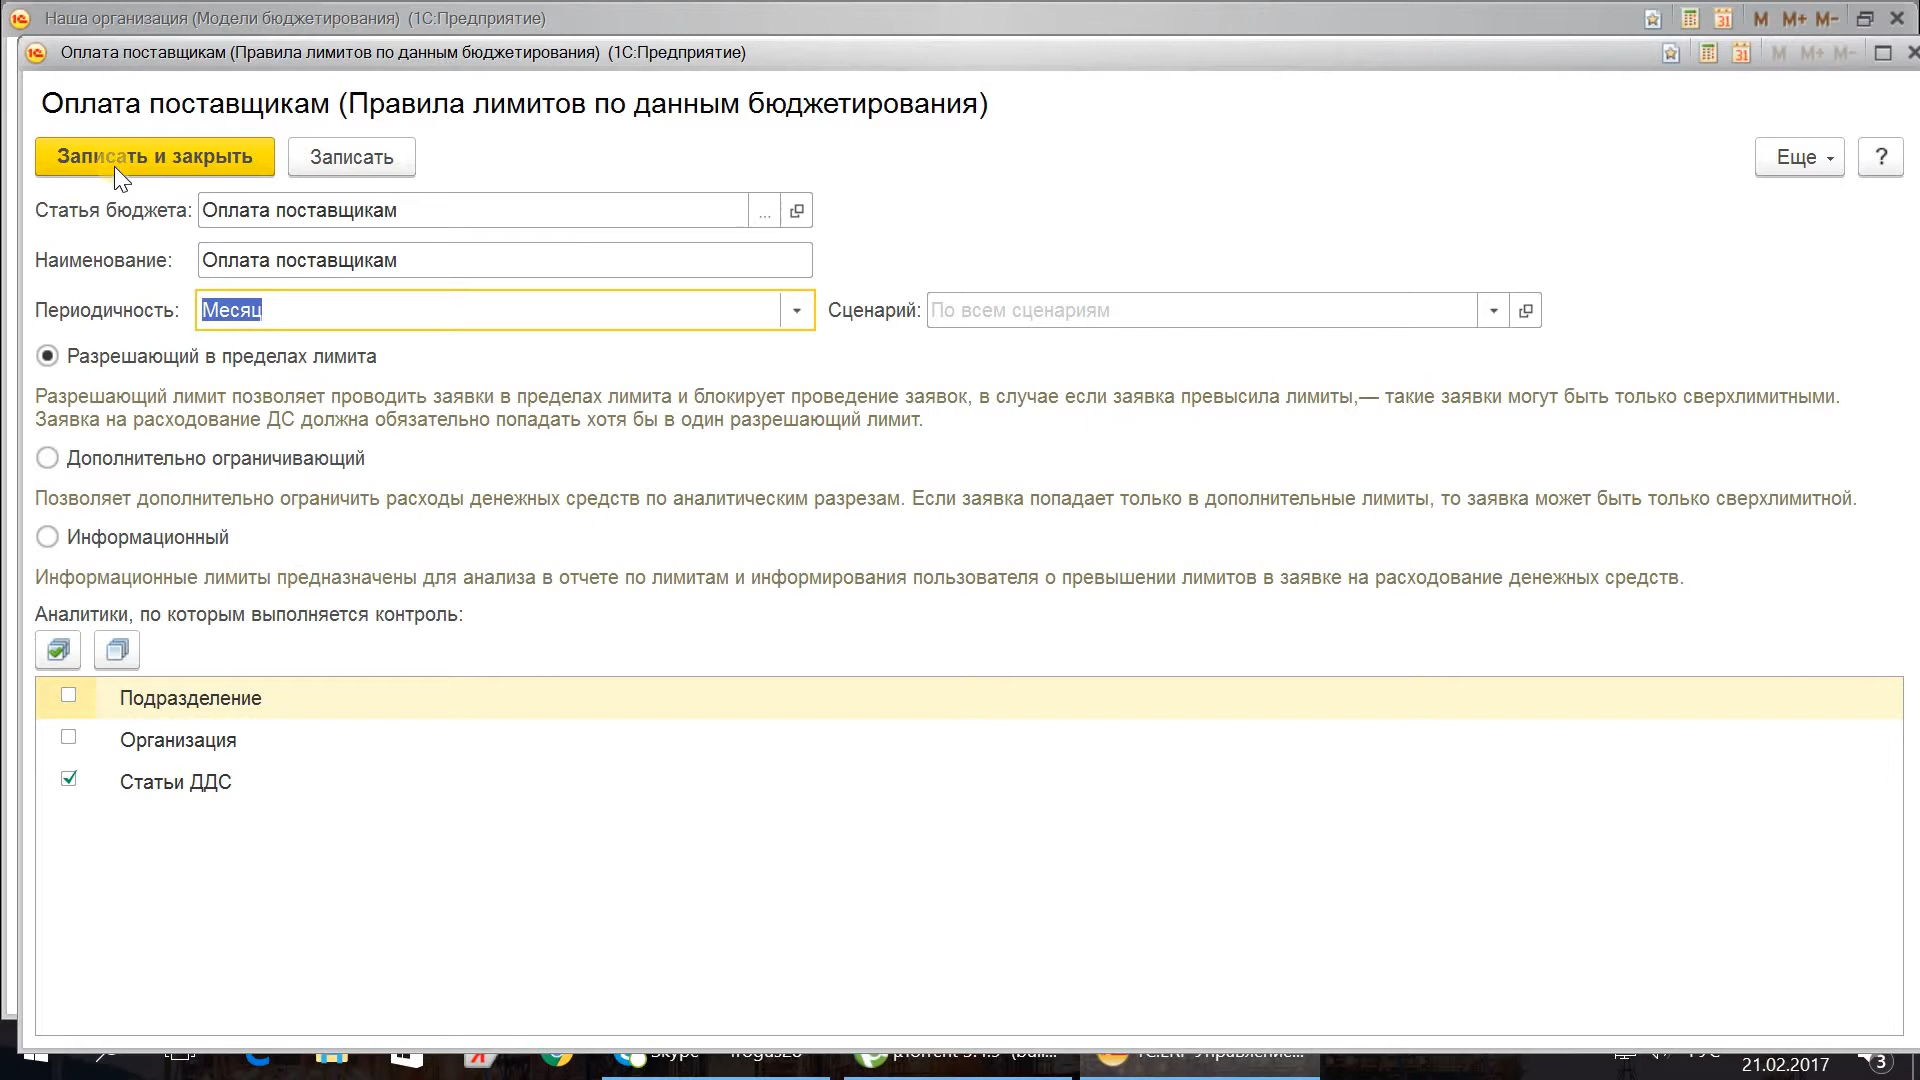 Наша организация (Модели бюджетирования) (1С:Предприятие)
31 M M+ M-
Оплата поставщикам (Правила лимитов по данным бюджетирования) (1С:Предприятие)
31 M M+ M-
Оплата поставщикам (Правила лимитов по данным бюджетирования)
Записать и закрыть Записать Еще ?
Статья бюджета: Оплата поставщикам ...
Наименование: Оплата поставщикам
Периодичность: Месяц Сценарий: По всем сценариям
Разрешающий в пределах лимита
Разрешающий лимит позволяет проводить заявки в пределах лимита и блокирует проведение заявок, в случае если заявка превысила лимиты,— такие заявки могут быть только сверхлимитными.
Заявка на расходование ДС должна обязательно попадать хотя бы в один разрешающий лимит.
Дополнительно ограничивающий
Позволяет дополнительно ограничить расходы денежных средств по аналитическим разрезам. Если заявка попадает только в дополнительные лимиты, то заявка может быть только сверхлимитной.
Информационный
Информационные лимиты предназначены для анализа в отчете по лимитам и информирования пользователя о превышении лимитов в заявке на расходование денежных средств.
Аналитики, по которым выполняется контроль:
Подразделение
Организация
Статьи ДДС
21.02.2017 3